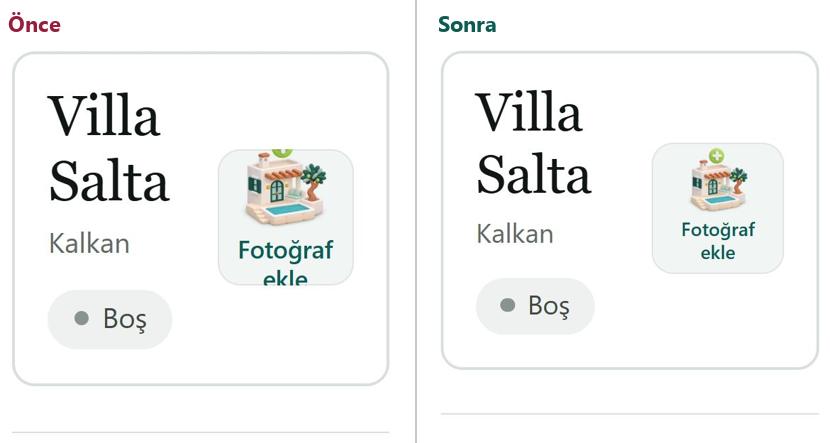 Önce
Villa
Salta
Kalkan
Fotoğraf
ekle
Boş
Sonra
Villa
Salta
Kalkan
Fotoğraf
ekle
Boş